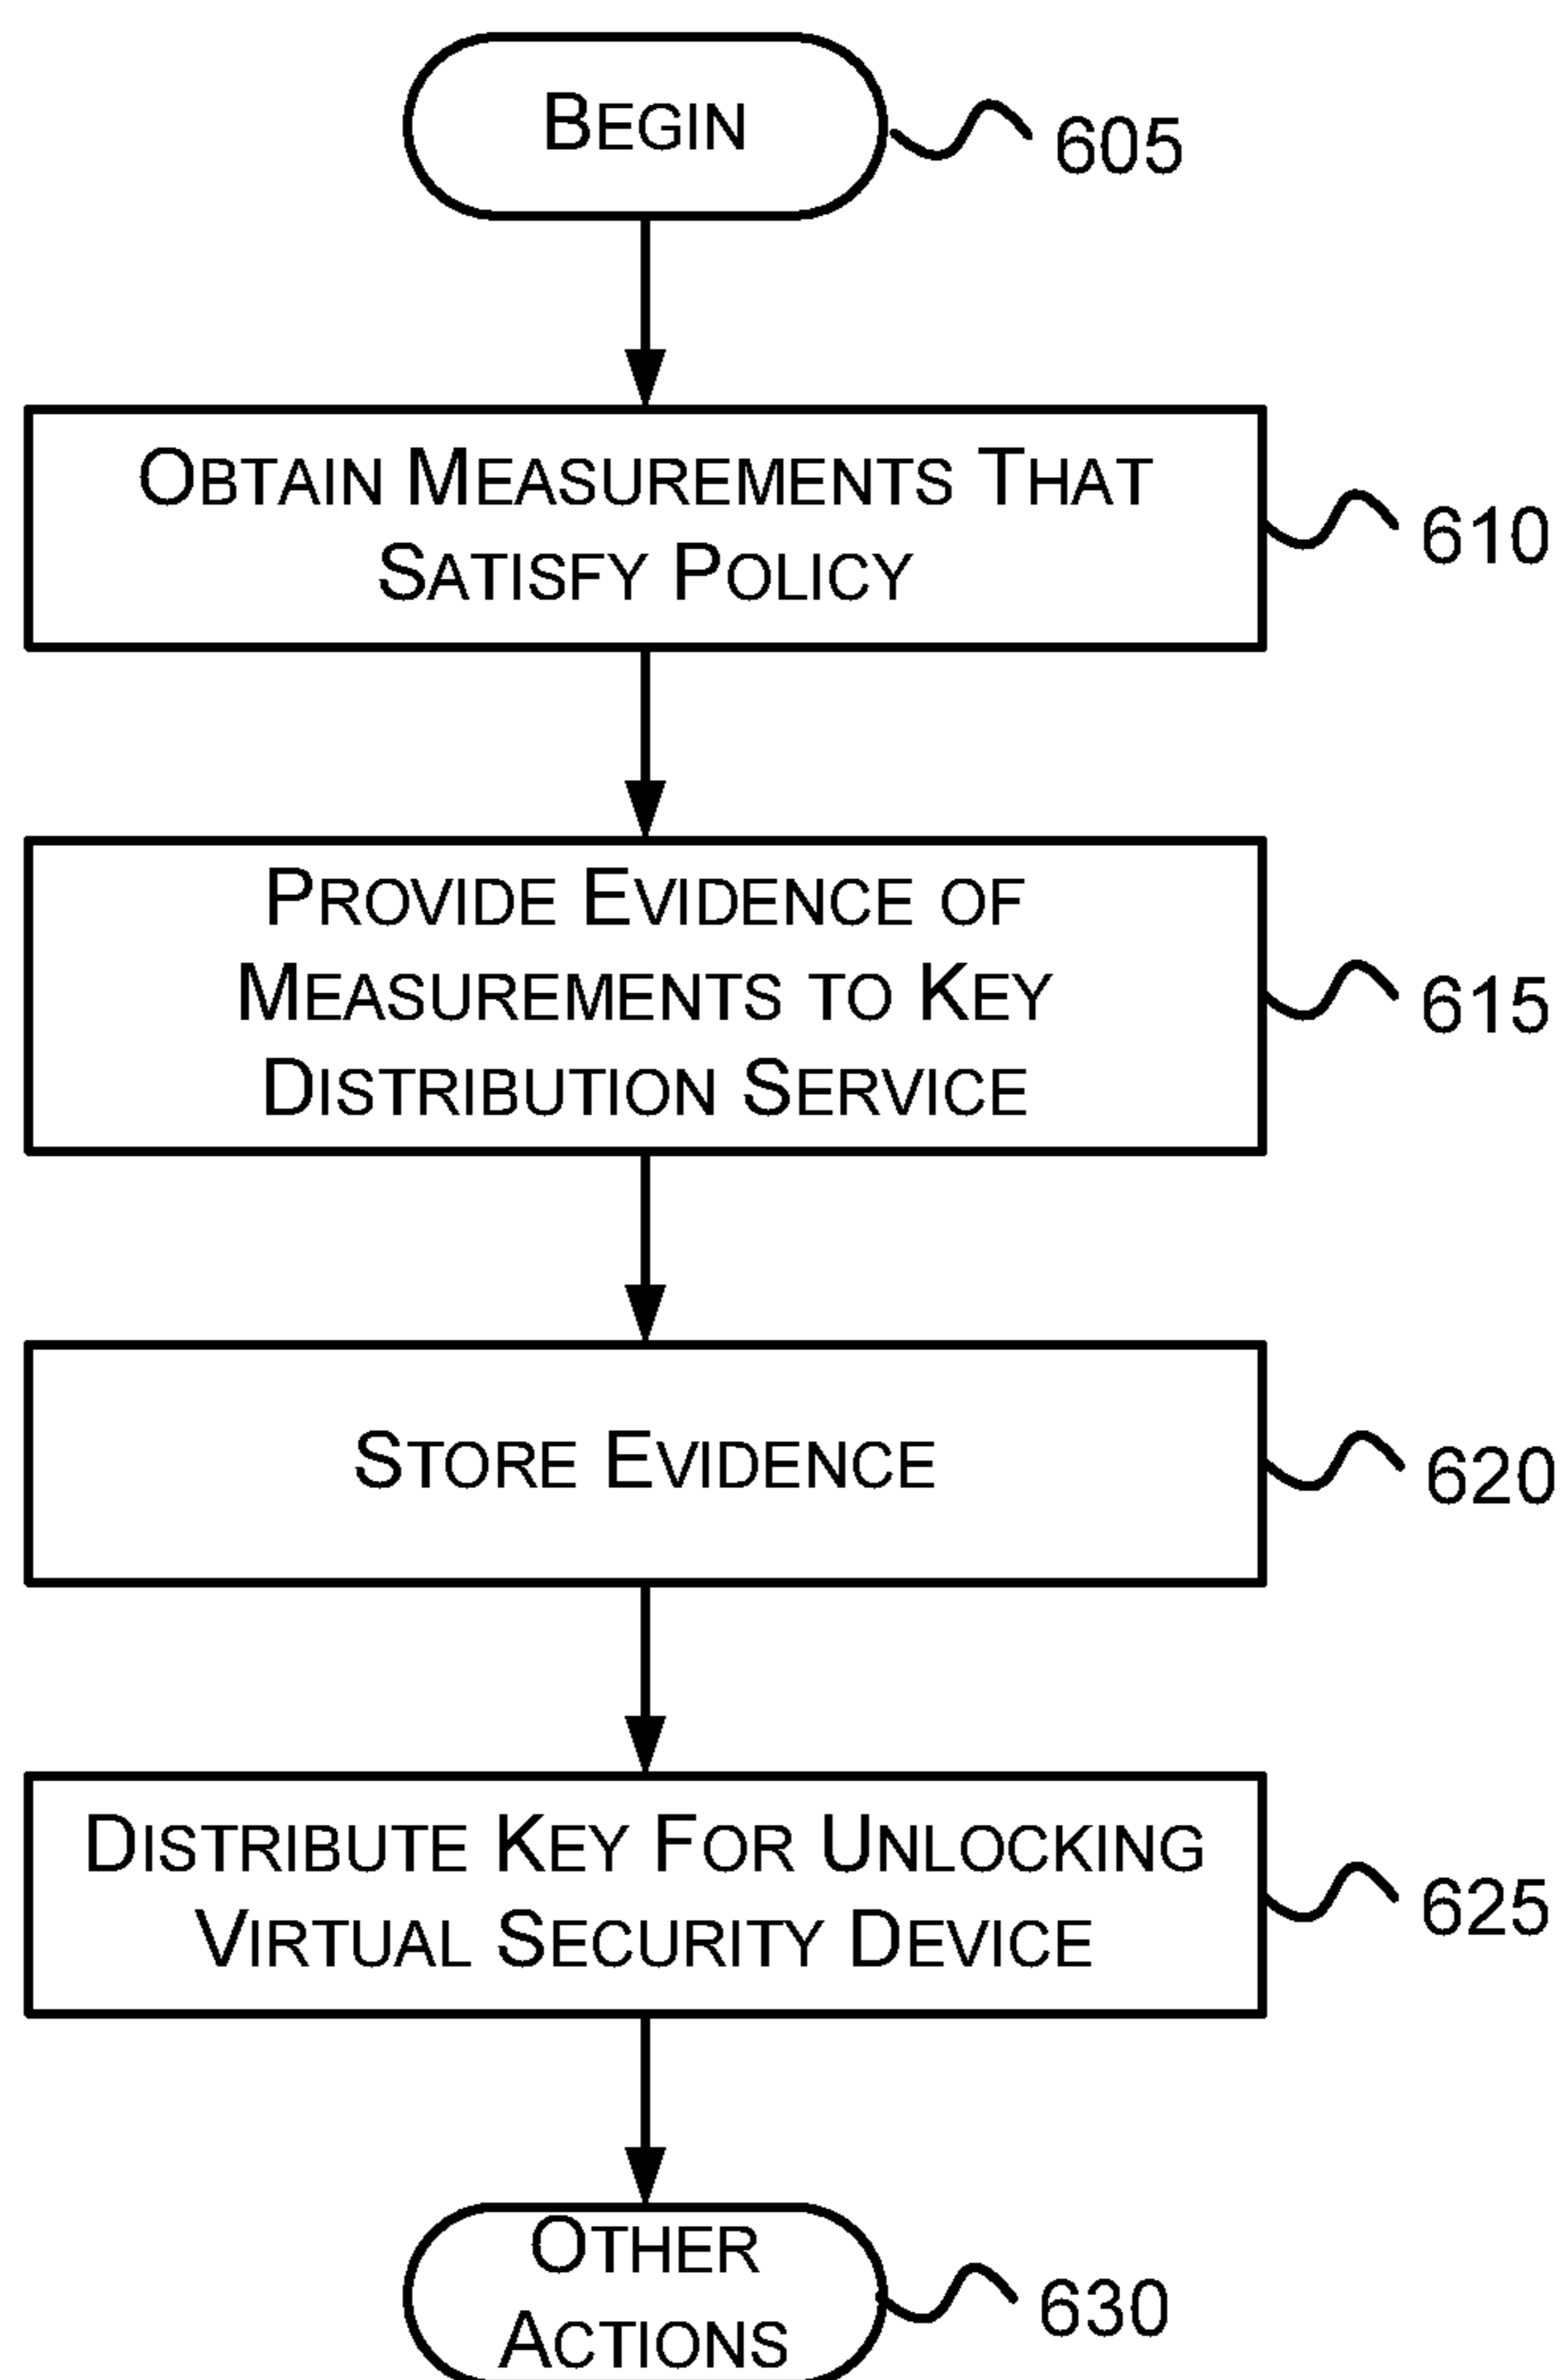 BEGIN
605
OBTAIN MEASUREMENTS THAT
SATISFY POLICY
610
PROVIDE EVIDENCE OF
MEASUREMENTS TO KEY
DISTRIBUTION SERVICE
615
STORE EVIDENCE
620
DISTRIBUTE KEY FOR UNLOCKING
VIRTUAL SECURITY DEVICE
625
OTHER
ACTIONS
630